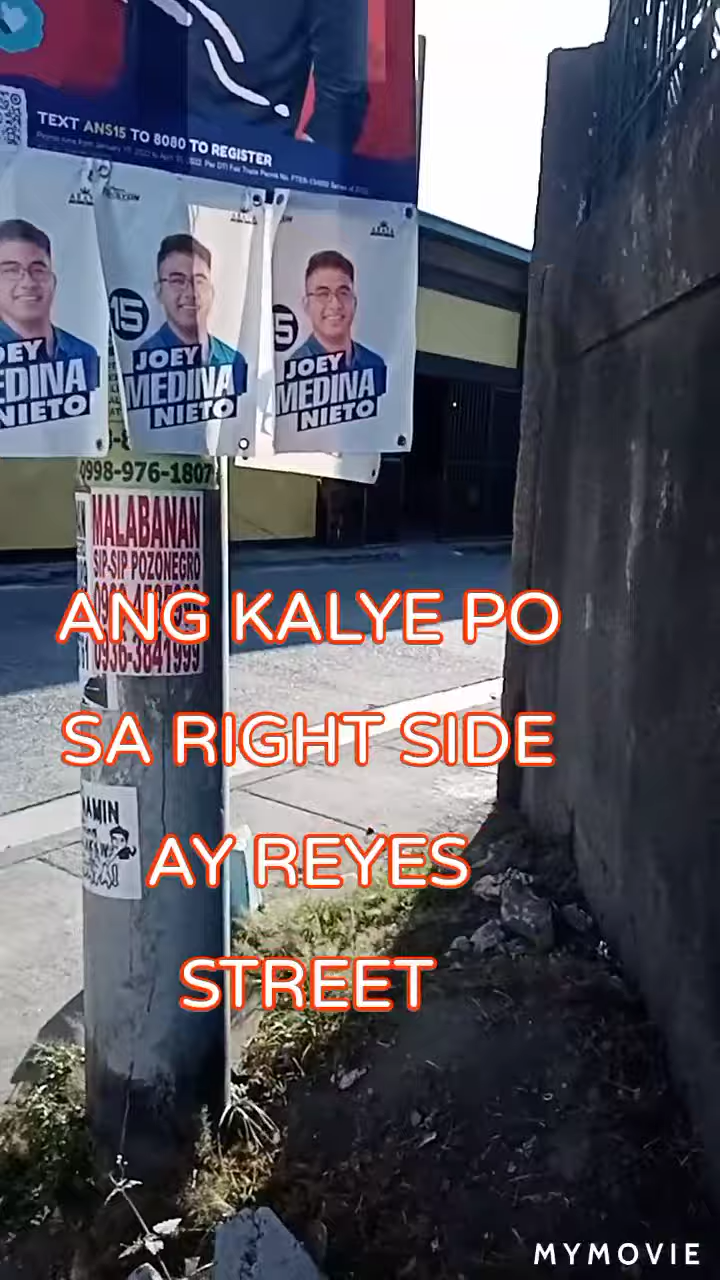 TEXT ANS15 TO 8080 TO REGISTER
JOEY
MEDINA
NIETO
15
JOEY
MEDINA
NIETO
JOEY
MEDINA
NIETO
0998-976-1807
MALABANAN
SIP-SIP POZONEGRO
0936-3841999
ANG KALYE PO
SA RIGHT SIDE
AY REYES
STREET
MYMOVIE